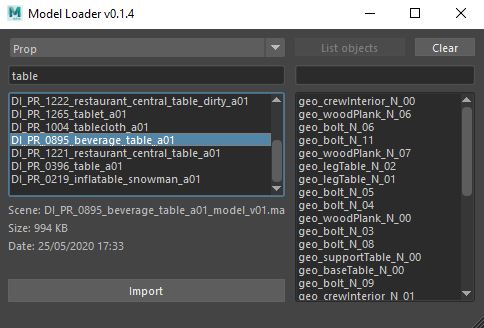 Model Loader v0.1.4
Prop
List objects
Clear
table
DI_PR_1222_restaurant_central_table_dirty_a01
DI_PR_1265_tablet_a01
DI_PR_1004_tablecloth_a01
DI_PR_0895_beverage_table_a01
DI_PR_1221_restaurant_central_table_a01
DI_PR_0396_table_a01
DI_PR_0219_inflatable_snowman_a01
Scene: DI_PR_0895_beverage_table_a01_model_v01.ma
Size: 994 KB
Date: 25/05/2020 17:33
Import
geo_crewInterior_N_00
geo_woodPlank_N_06
geo_bolt_N_06
geo_bolt_N_11
geo_woodPlank_N_07
geo_legTable_N_02
geo_legTable_N_01
geo_bolt_N_05
geo_bolt_N_04
geo_woodPlank_N_00
geo_bolt_N_03
geo_bolt_N_08
geo_supportTable_N_00
geo_baseTable_N_00
geo_bolt_N_09
geo_crewInterior_N_01